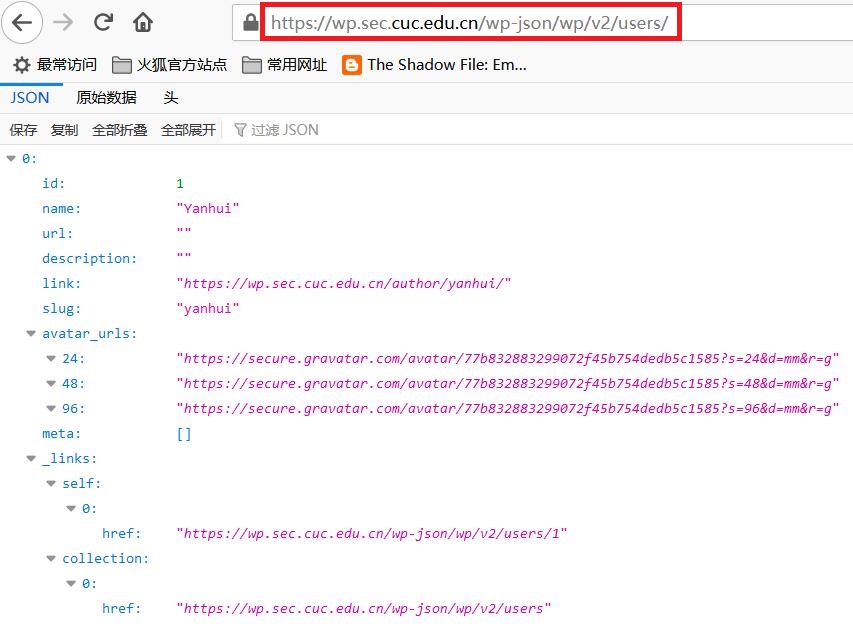 https://wp.sec.cuc.edu.cn/wp-json/wp/v2/users/
最常访问 火狐官方站点 常用网址 The Shadow File: Em...
JSON 原始数据 头
保存 复制 全部折叠 全部展开 过滤 JSON
0:
id: 1
name: "Yanhui"
url: ""
description: ""
link: "https://wp.sec.cuc.edu.cn/author/yanhui/"
slug: "yanhui"
avatar_urls:
24: "https://secure.gravatar.com/avatar/77b832883299072f45b754dedb5c1585?s=24&d=mm&r=g"
48: "https://secure.gravatar.com/avatar/77b832883299072f45b754dedb5c1585?s=48&d=mm&r=g"
96: "https://secure.gravatar.com/avatar/77b832883299072f45b754dedb5c1585?s=96&d=mm&r=g"
meta: []
_links:
self:
0:
href: "https://wp.sec.cuc.edu.cn/wp-json/wp/v2/users/1"
collection:
0:
href: "https://wp.sec.cuc.edu.cn/wp-json/wp/v2/users"